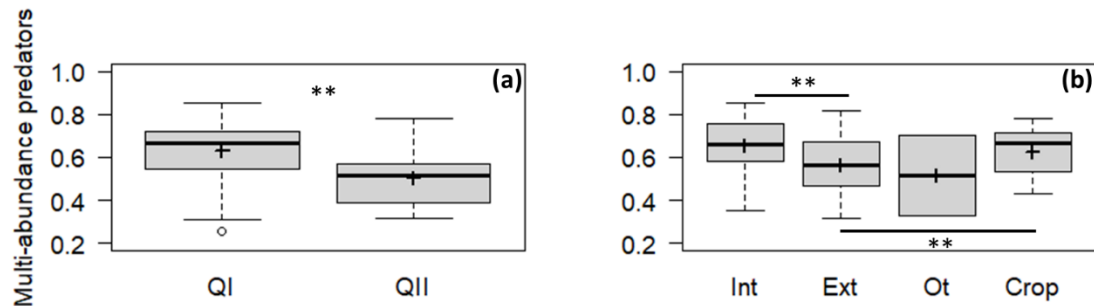 Multi-abundance predators
1.0
0.8
0.6
0.4
0.2
**
(a)
QI
QII
1.0
0.8
0.6
0.4
0.2
**
(b)
**
Int
Ext
Ot
Crop